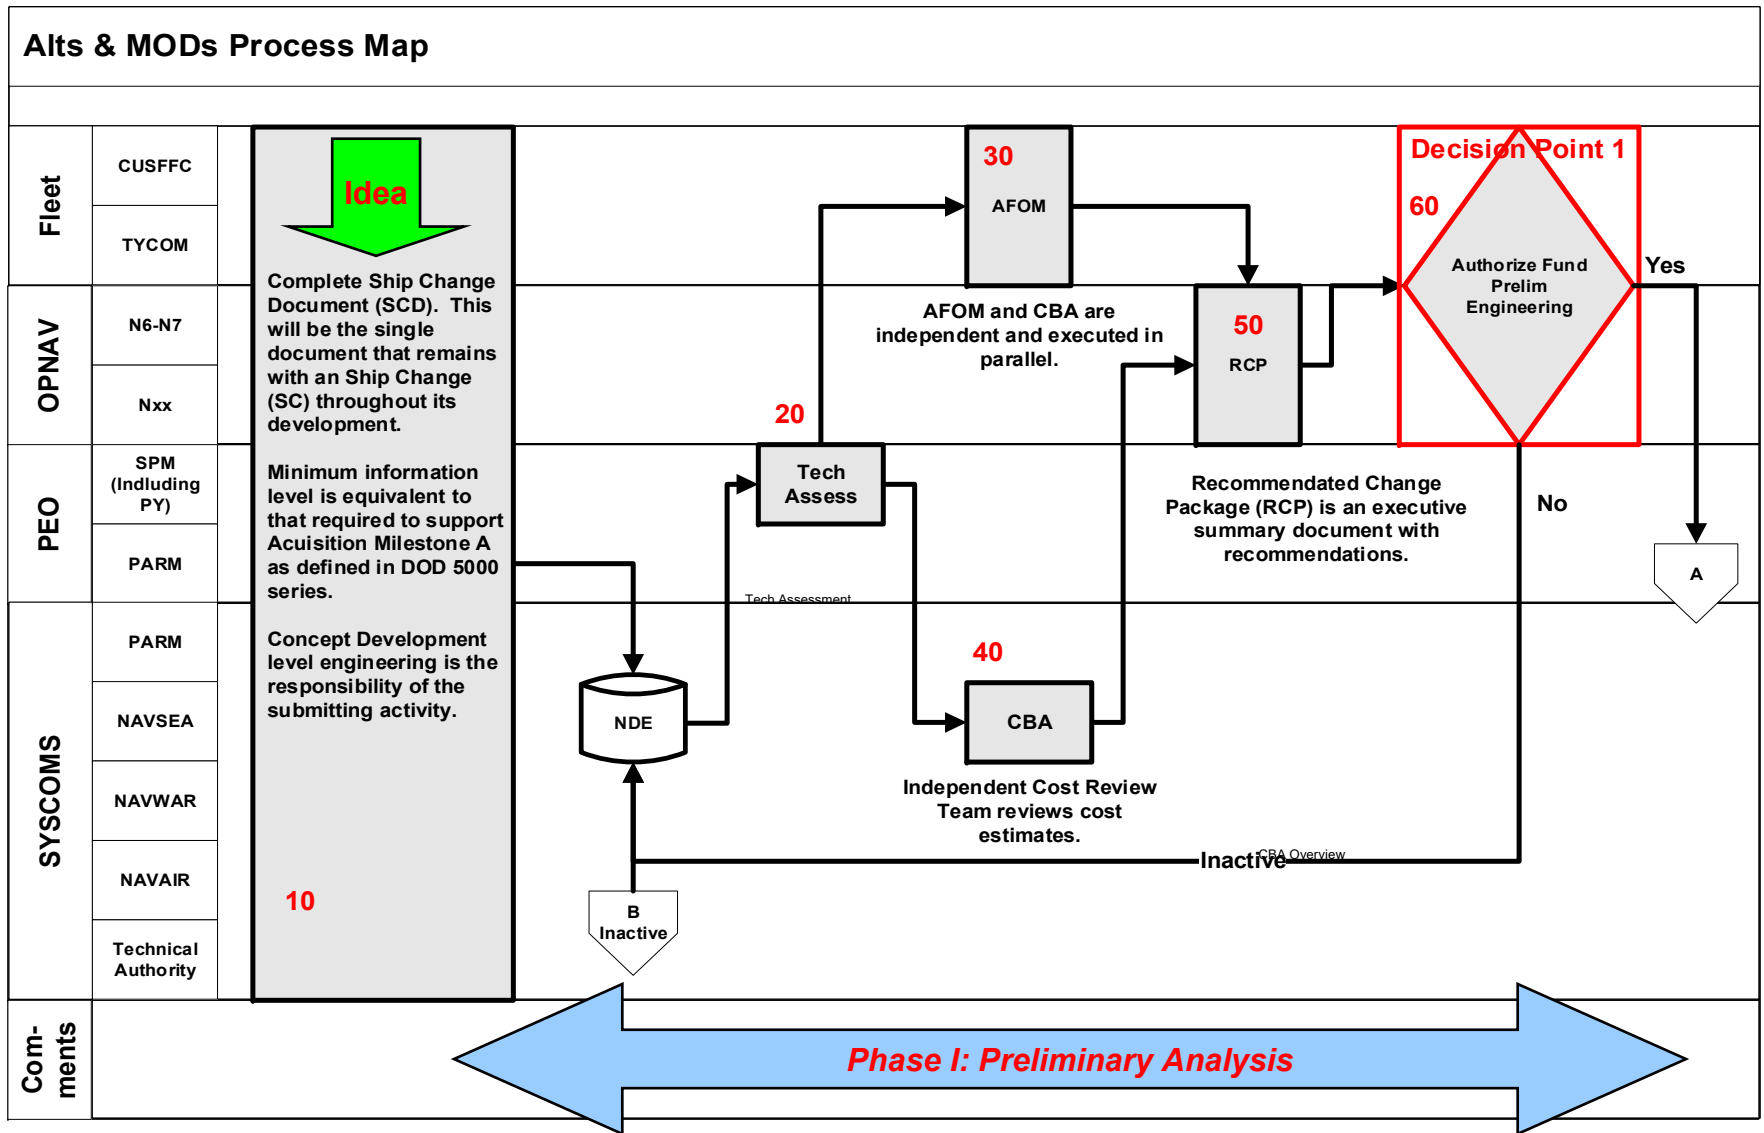 Alts & MODs Process Map
Fleet
CUSFFC
TYCOM
OPNAV
N6-N7
Nxx
PEO
SPM
(Indluding
PY)
PARM
SYSCOMS
PARM
NAVSEA
NAVWAR
NAVAIR
Technical
Authority
Com-
ments
Idea
Complete Ship Change
Document (SCD). This
will be the single
document that remains
with an Ship Change
(SC) throughout its
development.
Minimum information
level is equivalent to
that required to support
Acuisition Milestone A
as defined in DOD 5000
series.
Concept Development
level engineering is the
responsibility of the
submitting activity.
10
NDE
B
Inactive
20
Tech
Assess
Tech Assessment
30
AFOM
AFOM and CBA are
independent and executed in
parallel.
40
CBA
Independent Cost Review
Team reviews cost
estimates.
50
RCP
Recommendated Change
Package (RCP) is an executive
summary document with
recommendations.
Decision Point 1
60
Authorize Fund
Prelim
Engineering
Yes
No
A
Inactive
CBA Overview
Phase I: Preliminary Analysis